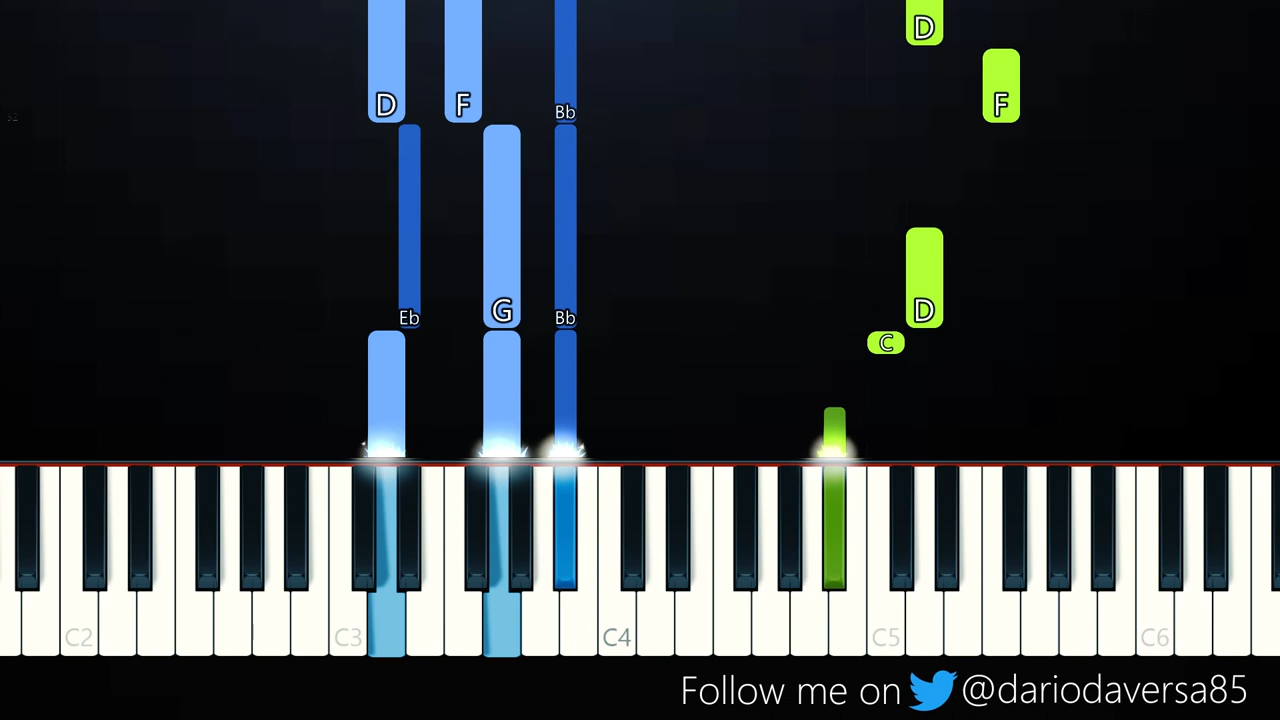 D
D F Bb F
D
Eb G Bb
C
C2 C3 C4 C5 C6
Follow me on @dariodaversa85